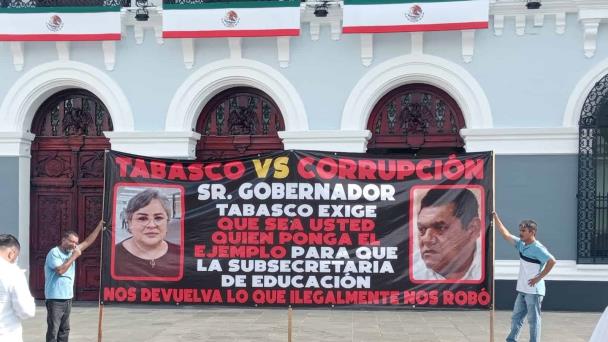 TABASCO VS CORRUPCIÓN
SR. GOBERNADOR
TABASCO EXIGE
QUE SEA USTED
QUIEN PONGA EL
EJEMPLO PARA QUE
LA SUBSECRETARIA
DE EDUCACIÓN
NOS DEVUELVA LO QUE ILEGALMENTE NOS ROBÓ